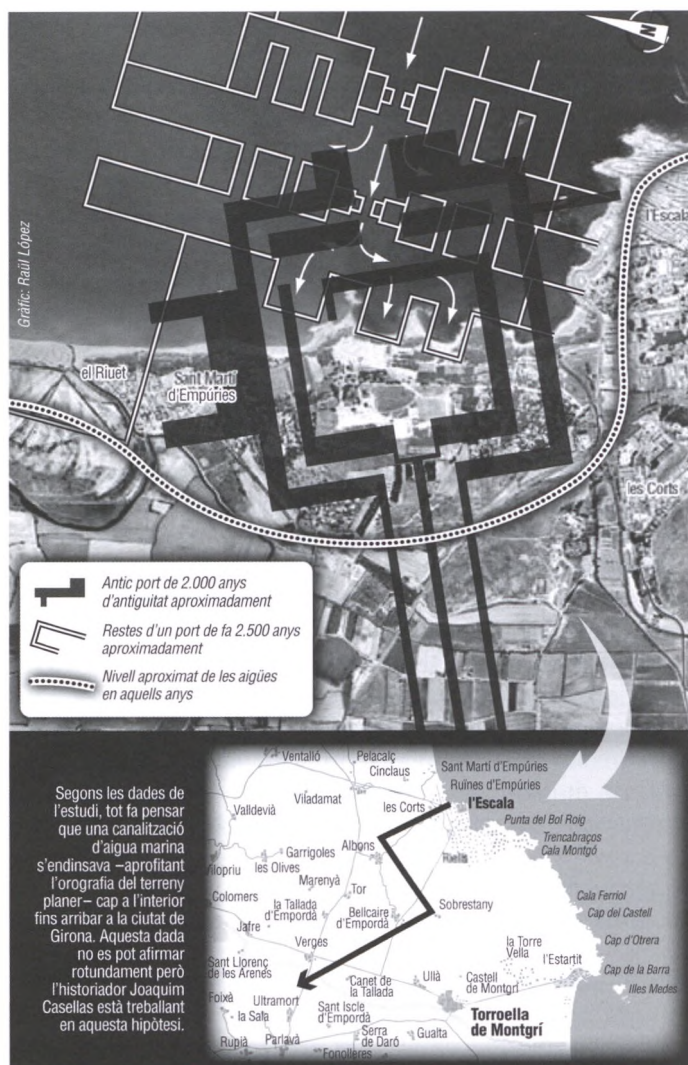 N
l'Escala
Gràfic: Raül López
el Riuet
Sant Martí
d'Empúries
les Corts
Antic port de 2.000 anys
d'antiguitat aproximadament
Restes d'un port de fa 2.500 anys
aproximadament
Nivell aproximat de les aigües
en aquells anys
Segons les dades de
l'estudi, tot fa pensar
que una canalització
d'aigua marina
s'endinsava –aprofitant
l'orografia del terreny
planer– cap a l'interior
fins arribar a la ciutat de
Girona. Aquesta dada
no es pot afirmar
rotundament però
l'historiador Joaquim
Casellas està treballant
en aquesta hipòtesi.
Ventalló
Pelacalç
Cinclaus
Sant Martí d'Empúries
Ruïnes d'Empúries
Viladamat
les Corts
l'Escala
Valldevià
Punta del Bol Roig
Trencabraços
Cala Montgó
Riells
Albons
Garrigoles
Vilopriu
les Olives
Marenyà
Tor
Colomers
la Tallada
d'Empordà
Bellcaire
d'Empordà
Sobrestany
Cala Ferriol
Cap del Castell
Jafre
Verges
la Torre
Vella
l'Estartit
Cap d'Otrera
Cap de la Barra
Sant Llorenç
de les Arenes
Canet de
la Tallada
Ullà
Castell
de Montgrí
Illes Medes
Foixà
Ultramort
la Sala
Sant Iscle
d'Empordà
Torroella
de Montgrí
Rupià
Parlavà
Serra
de Daró
Gualta
Fonolleres